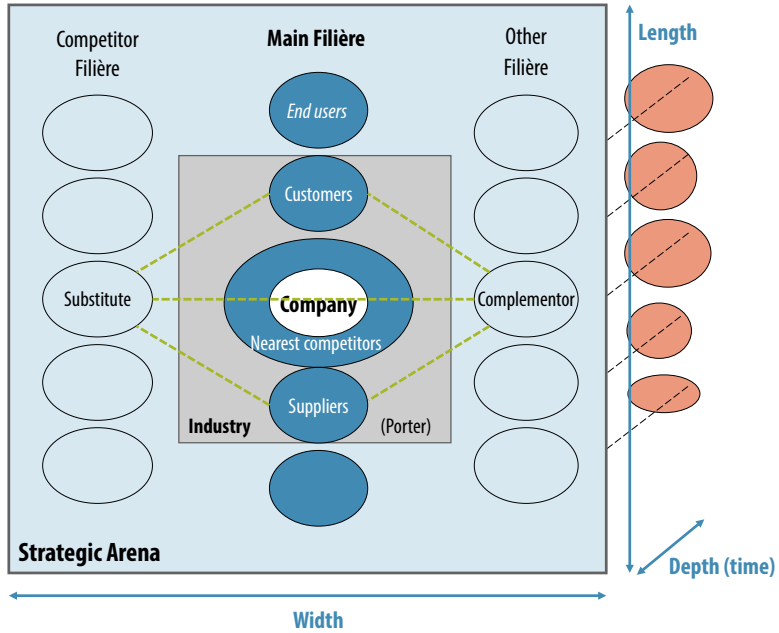 Competitor
Filière
Main Filière
Other
Filière
Length
End users
Customers
Substitute
Company
Complementor
Nearest competitors
Suppliers
Industry
(Porter)
Strategic Arena
Depth (time)
Width